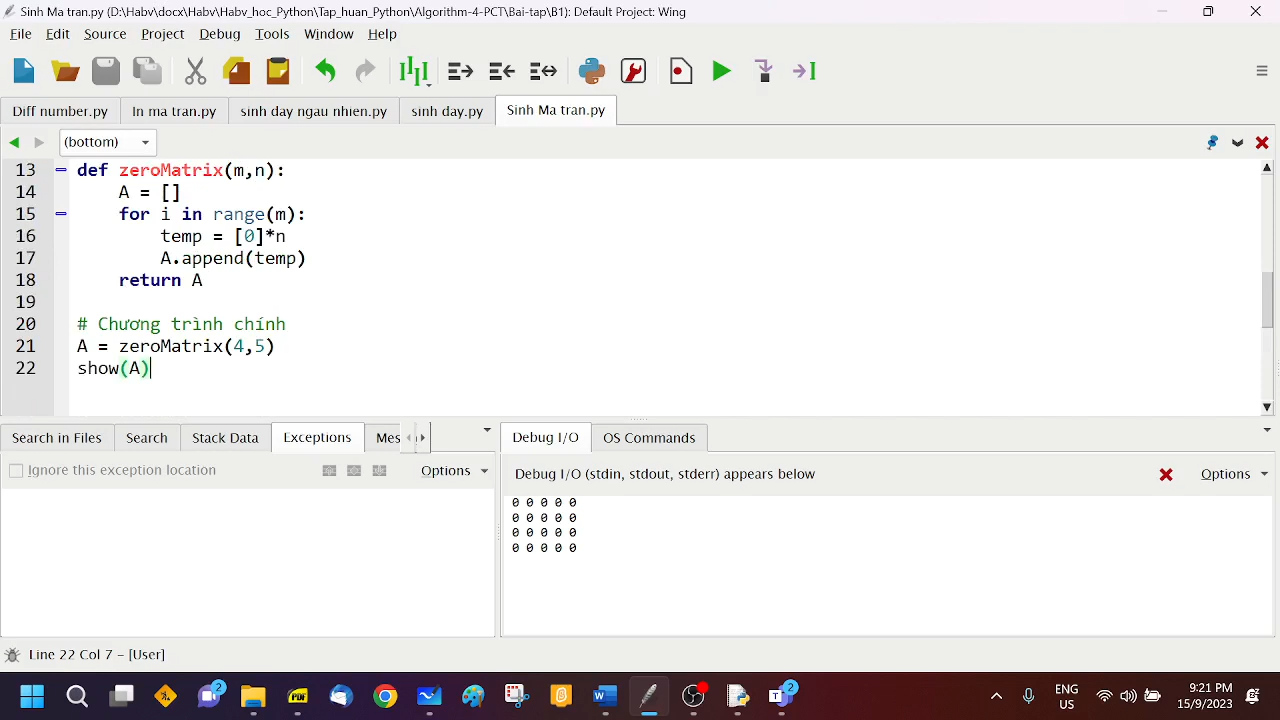 Sinh Ma tran.py (D:\Habv\docx\Habv\Habv_hoc_Python\Tap_huan_Python\Algorithm-4-PCT\Bai-tap\B1): Default Project: Wing
File Edit Source Project Debug Tools Window Help
Diff number.py In ma tran.py sinh day ngau nhien.py sinh day.py Sinh Ma tran.py
(bottom)
13 def zeroMatrix(m,n):
14 A = []
15 for i in range(m):
16 temp = [0]*n
17 A.append(temp)
18 return A
19
20 # Chương trình chính
21 A = zeroMatrix(4,5)
22 show(A)
Search in Files Search Stack Data Exceptions Mes Debug I/O OS Commands
Ignore this exception location Options Debug I/O (stdin, stdout, stderr) appears below Options
0 0 0 0 0
0 0 0 0 0
0 0 0 0 0
0 0 0 0 0
Line 22 Col 7 – [User]
2 PDF 2 ENG 9:21 PM
US 15/9/2023